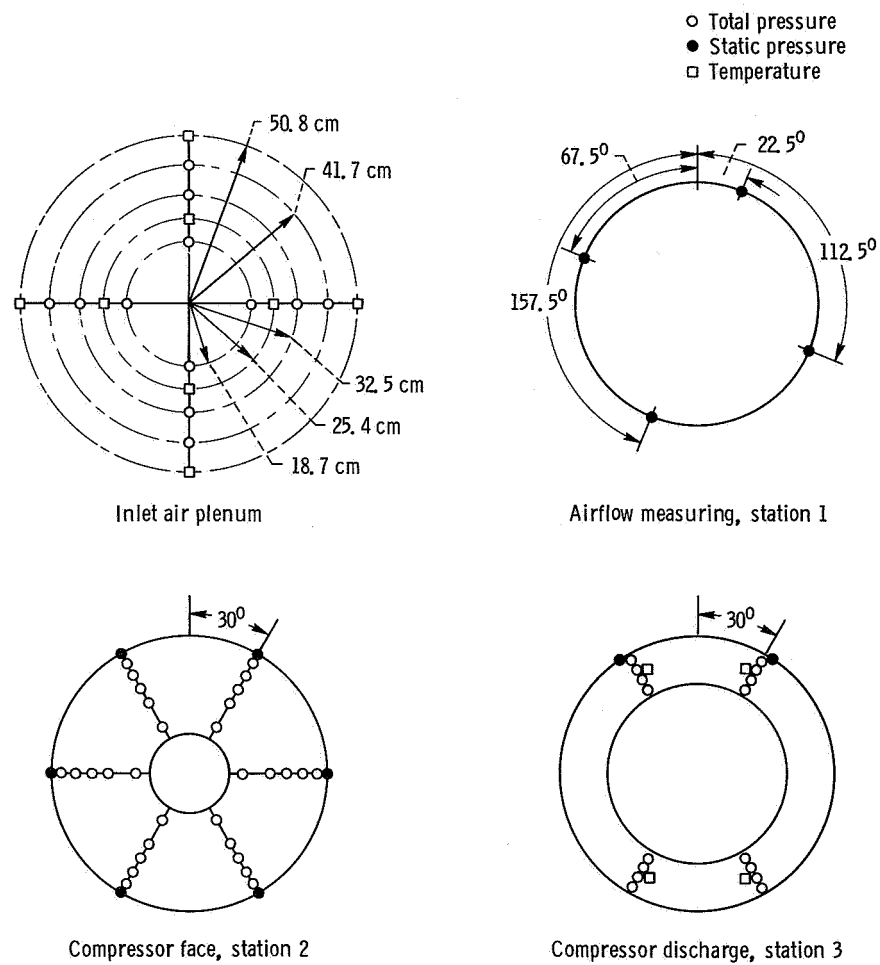 Total pressure
Static pressure
Temperature
50.8 cm
41.7 cm
32.5 cm
25.4 cm
18.7 cm
Inlet air plenum
67.5⁰
22.5⁰
112.5⁰
157.5⁰
Airflow measuring, station 1
30⁰
Compressor face, station 2
30⁰
Compressor discharge, station 3